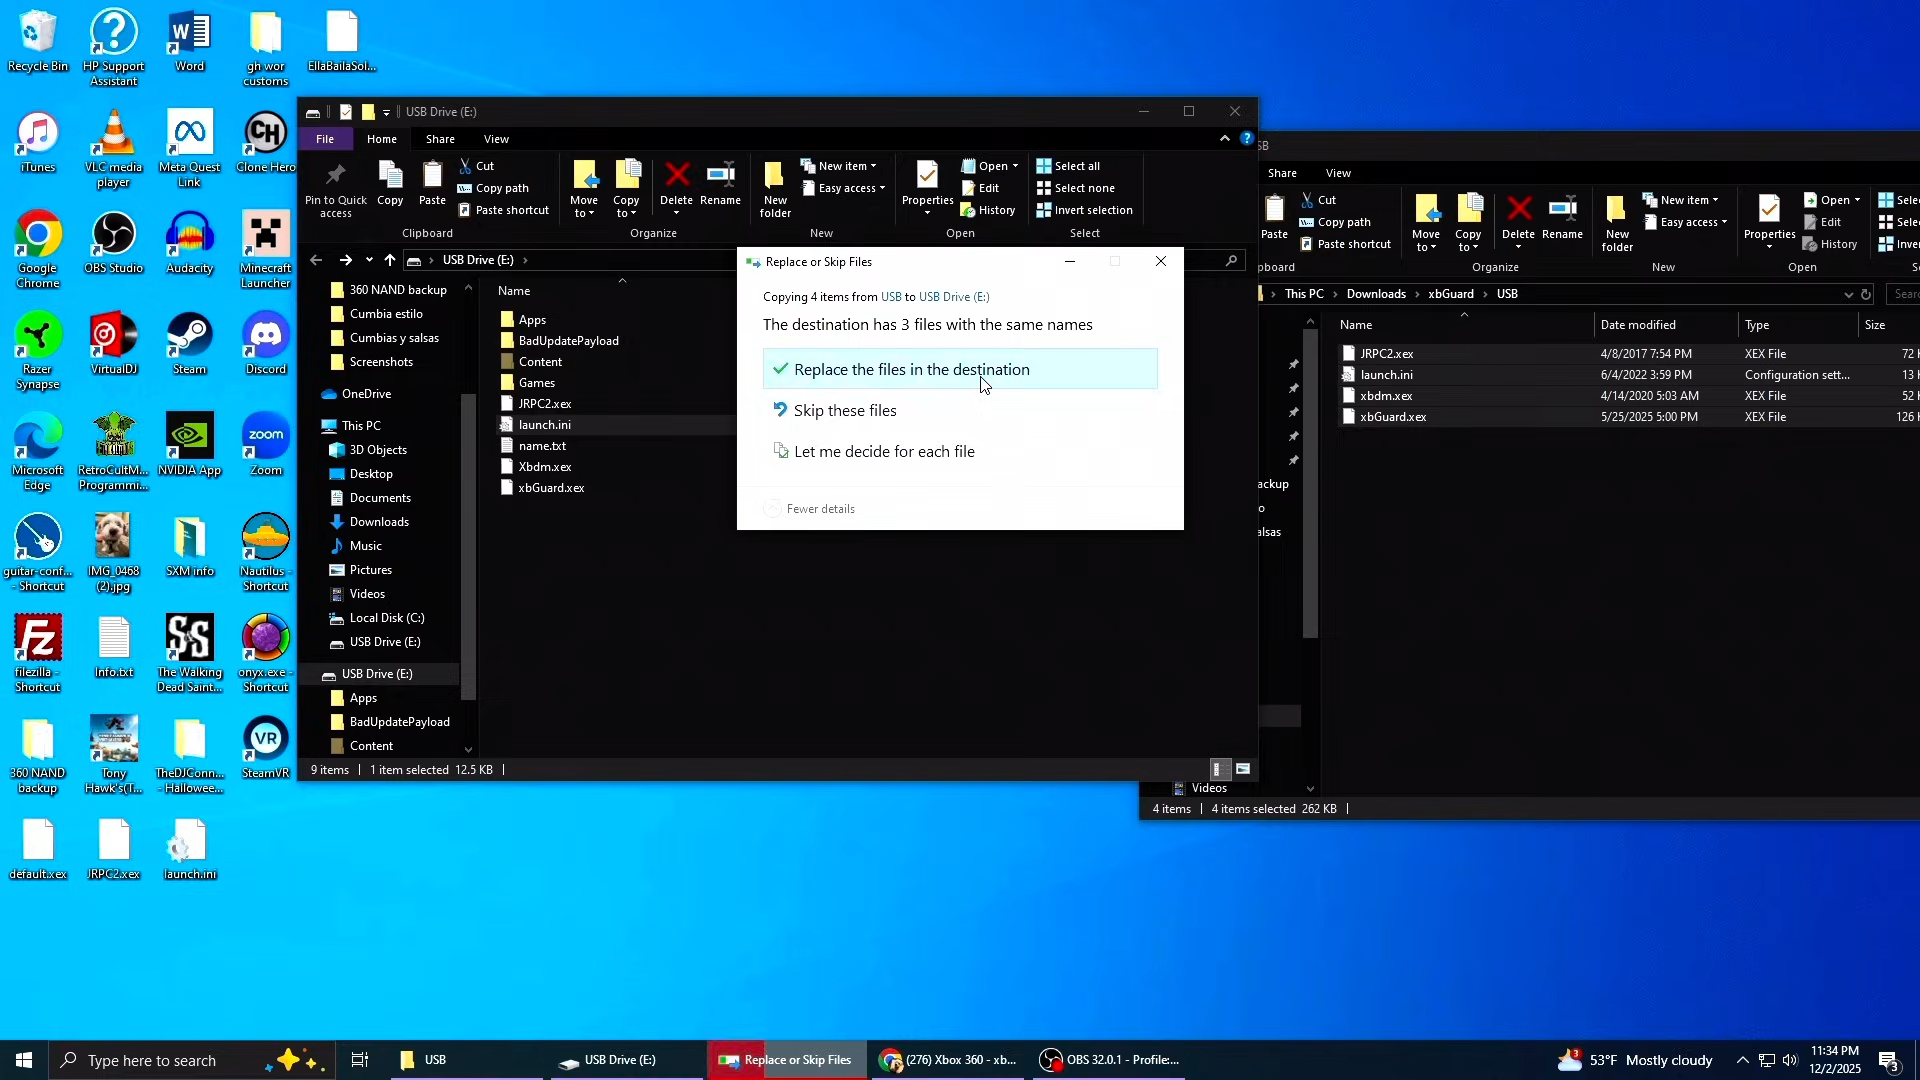 Recycle Bin
HP Support
Assistant
Word
gh wor
customs
EllaBailaSol...
iTunes
VLC media
player
Meta Quest
Link
Clone Hero
Google
Chrome
OBS Studio
Audacity
Minecraft
Launcher
Razer
Synapse
VirtualDJ
Steam
Discord
Microsoft
Edge
RetroCultM...
Programmi...
NVIDIA App
zoom
Zoom
guitar-conf...
- Shortcut
IMG_0468
(2).jpg
SXM info
Nautilus -
Shortcut
filezilla -
Shortcut
Info.txt
The Walking
Dead Saint...
onyx.exe -
Shortcut
360 NAND
backup
Tony
Hawk's(T...
TheDJConn...
- Hallowee...
VR
SteamVR
default.xex
JRPC2.xex
launch.ini
USB Drive (E:)
File
Home
Share
View
Pin to Quick
access
Copy
Paste
Cut
Copy path
Paste shortcut
Clipboard
Move
to
Copy
to
Delete
Rename
Organize
New
folder
New item
Easy access
New
Properties
Open
Edit
History
Open
Select all
Select none
Invert selection
Select
USB Drive (E:)
360 NAND backup
Cumbia estilo
Cumbias y salsas
Screenshots
OneDrive
This PC
3D Objects
Desktop
Documents
Downloads
Music
Pictures
Videos
Local Disk (C:)
USB Drive (E:)
USB Drive (E:)
Apps
BadUpdatePayload
Content
Name
Apps
BadUpdatePayload
Content
Games
JRPC2.xex
launch.ini
name.txt
Xbdm.xex
xbGuard.xex
9 items
1 item selected 12.5 KB
Replace or Skip Files
Copying 4 items from USB to USB Drive (E:)
The destination has 3 files with the same names
Replace the files in the destination
Skip these files
Let me decide for each file
Fewer details
SB
Share
View
Paste
Cut
Copy path
Paste shortcut
pboard
Move
to
Copy
to
Delete
Rename
Organize
New
folder
New item
Easy access
New
Properties
Open
Edit
History
Open
Sele
Sele
Inve
This PC
Downloads
xbGuard
USB
Sear
Name
Date modified
Type
Size
JRPC2.xex 4/8/2017 7:54 PM XEX File 72
launch.ini 6/4/2022 3:59 PM Configuration sett... 13
xbdm.xex 4/14/2020 5:03 AM XEX File 52
xbGuard.xex 5/25/2025 5:00 PM XEX File 126
ackup
o
alsas
Videos
4 items
4 items selected 262 KB
Type here to search
USB
USB Drive (E:)
Replace or Skip Files
(276) Xbox 360 - xb...
OBS 32.0.1 - Profile:...
3
53°F Mostly cloudy
11:34 PM
12/2/2025
3